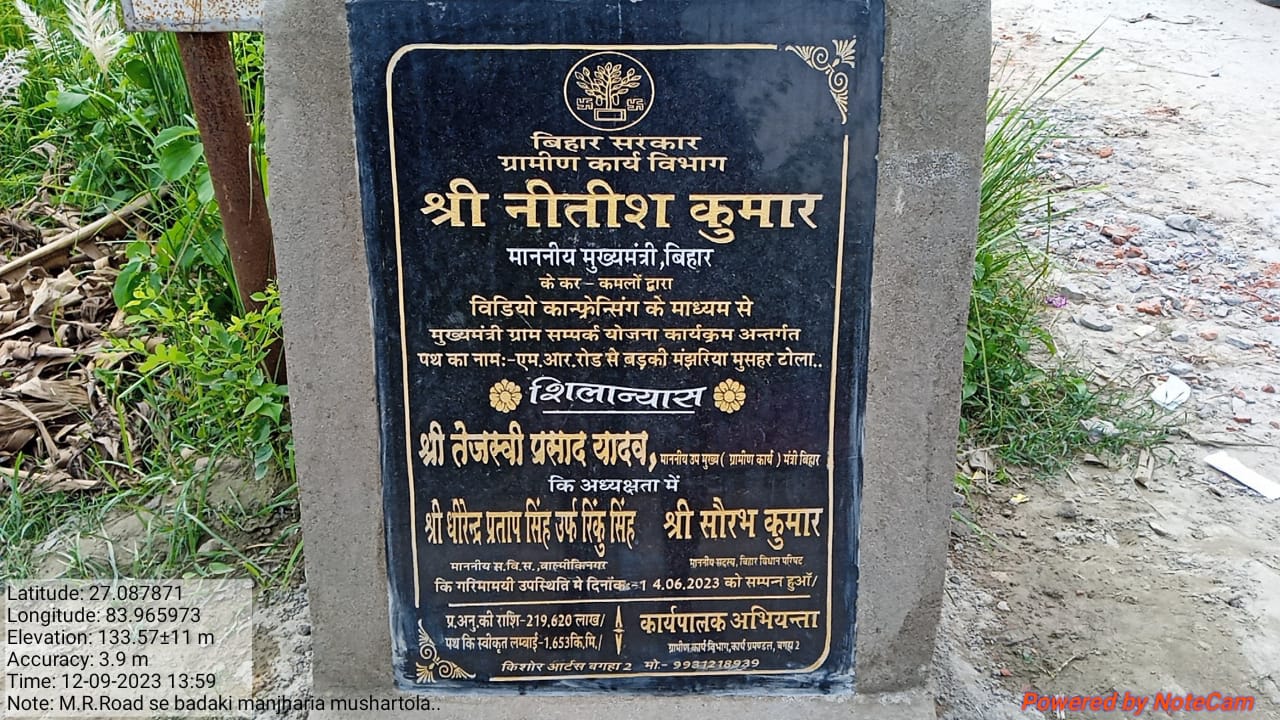 बिहार सरकार
ग्रामीण कार्य विभाग
श्री नीतीश कुमार
माननीय मुख्यमंत्री,बिहार
के कर – कमलों द्वारा
विडियो कान्फ्रेन्सिंग के माध्यम से
मुख्यमंत्री ग्राम सम्पर्क योजना कार्यक्रम अन्तर्गत
पथ का नामः-एम.आर.रोड से बड़की मंझरिया मुसहर टोला..
शिलान्यास
श्री तेजस्वी प्रसाद यादव, माननीय उप मुख्य ( ग्रामीण कार्य ) मंत्री बिहार
कि अध्यक्षता में
श्री धीरेन्द्र प्रताप सिंह उर्फ रिंकु सिंह श्री सौरभ कुमार
माननीय स.वि.स.,वाल्मीकिनगर माननीय सदस्य, बिहार विधान परिषद
कि गरिमामयी उपस्थिति मे दिनांकः-1 4.06.2023 को सम्पन्न हुआँ/
प्र.अनु.की राशि-219.620 लाख/ कार्यपालक अभियन्ता
पथ कि स्वीकृत लम्बाई-1.653कि.मि./ ग्रामीण कार्य विभाग,कार्य प्रमण्डल, बगहा 2
किशोर आर्टस बगहा 2 मो.- 9931218939
Latitude: 27.087871
Longitude: 83.965973
Elevation: 133.57±11 m
Accuracy: 3.9 m
Time: 12-09-2023 13:59
Note: M.R.Road se badaki manjharia mushartola..
Powered by NoteCam